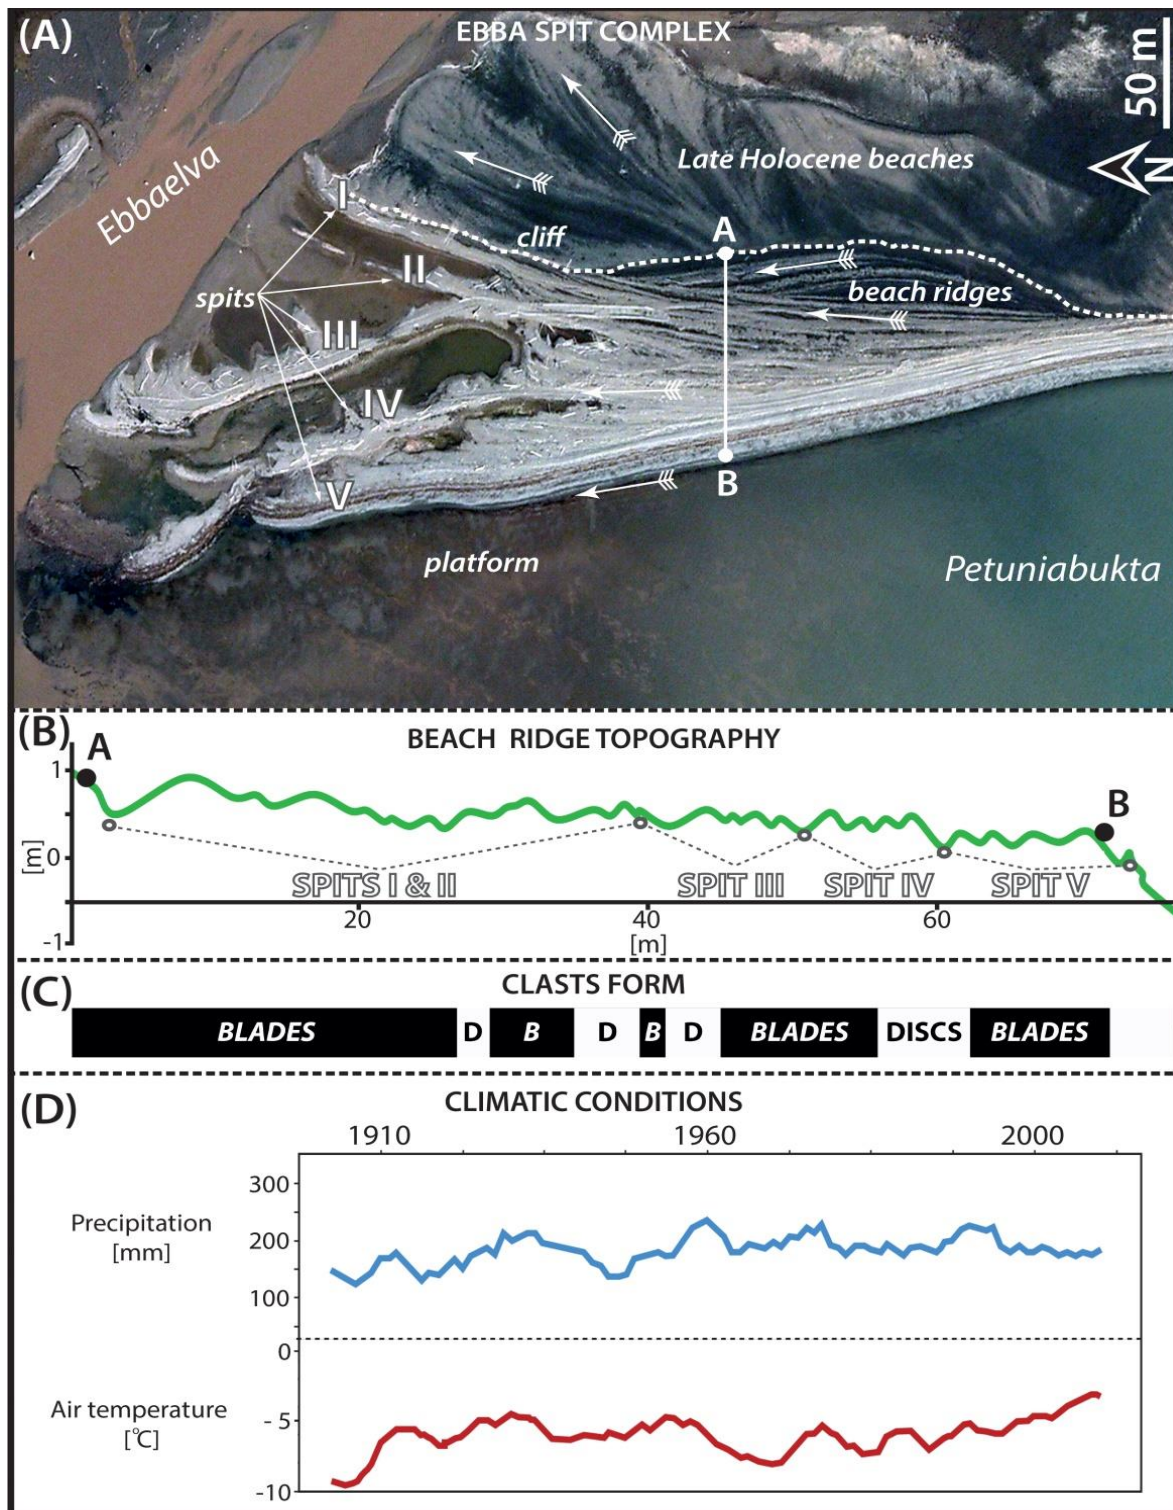 (A)
EBBA SPIT COMPLEX
50 m
N
Ebbaelva
Late Holocene beaches
I
cliff
A
II
spits
beach ridges
III
IV
V
B
platform
Petuniabukta
(B)
BEACH RIDGE TOPOGRAPHY
A
B
1
0
-1
[m]
SPITS I & II
SPIT III
SPIT IV
SPIT V
20
40
60
[m]
(C)
CLASTS FORM
BLADES D B D B D BLADES DISCS BLADES
(D)
CLIMATIC CONDITIONS
1910 1960 2000
300
Precipitation
[mm]
200
100
0
Air temperature
[°C]
- 5
-10